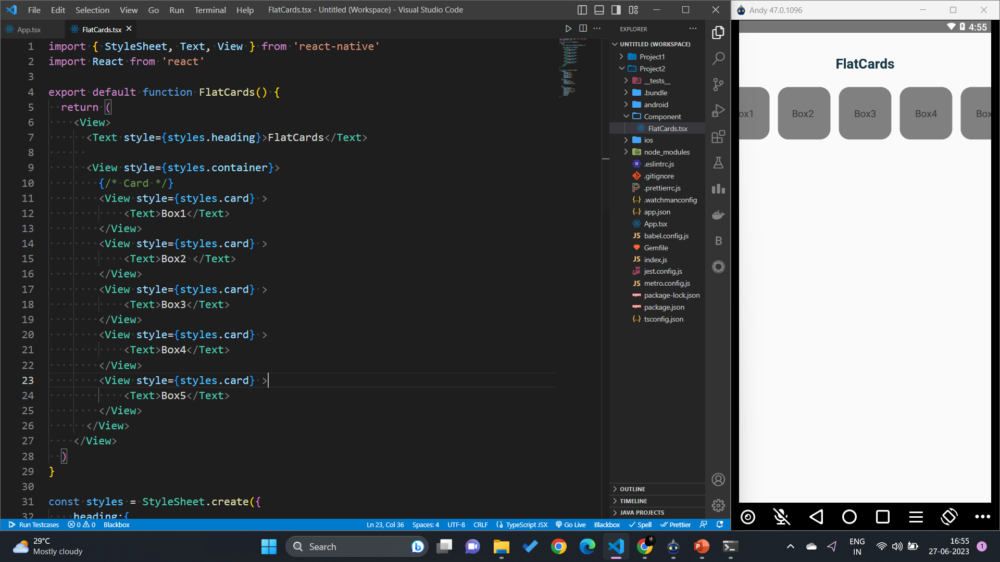 File Edit Selection View Go Run Terminal Help FlatCards.tsx - Untitled (Workspace) - Visual Studio Code
App.tsx FlatCards.tsx
1 import { StyleSheet, Text, View } from 'react-native'
2 import React from 'react'
3
4 export default function FlatCards() {
5 return (
6 <View>
7 <Text style={styles.heading}>FlatCards</Text>
8
9 <View style={styles.container}>
10 {/* Card */}
11 <View style={styles.card} >
12 <Text>Box1</Text>
13 </View>
14 <View style={styles.card} >
15 <Text>Box2 </Text>
16 </View>
17 <View style={styles.card} >
18 <Text>Box3</Text>
19 </View>
20 <View style={styles.card} >
21 <Text>Box4</Text>
22 </View>
23 <View style={styles.card} >
24 <Text>Box5</Text>
25 </View>
26 </View>
27 </View>
28 )
29 }
30
31 const styles = StyleSheet.create({
32 heading:{
EXPLORER
UNTITLED (WORKSPACE)
Project1
Project2
__tests__
.bundle
android
Component
FlatCards.tsx
ios
node_modules
.eslintrc.js
.gitignore
.prettierrc.js
.watchmanconfig
app.json
App.tsx
babel.config.js
Gemfile
index.js
jest.config.js
metro.config.js
package-lock.json
package.json
tsconfig.json
OUTLINE
TIMELINE
JAVA PROJECTS
Run Testcases 0 0 Blackbox Ln 23, Col 36 Spaces: 4 UTF-8 CRLF TypeScript JSX Go Live Blackbox Spell Prettier
Andy 47.0.1096
4:55
FlatCards
ox1 Box2 Box3 Box4 Box
29°C
Mostly cloudy
Search
ENG
IN
16:55
27-06-2023
1